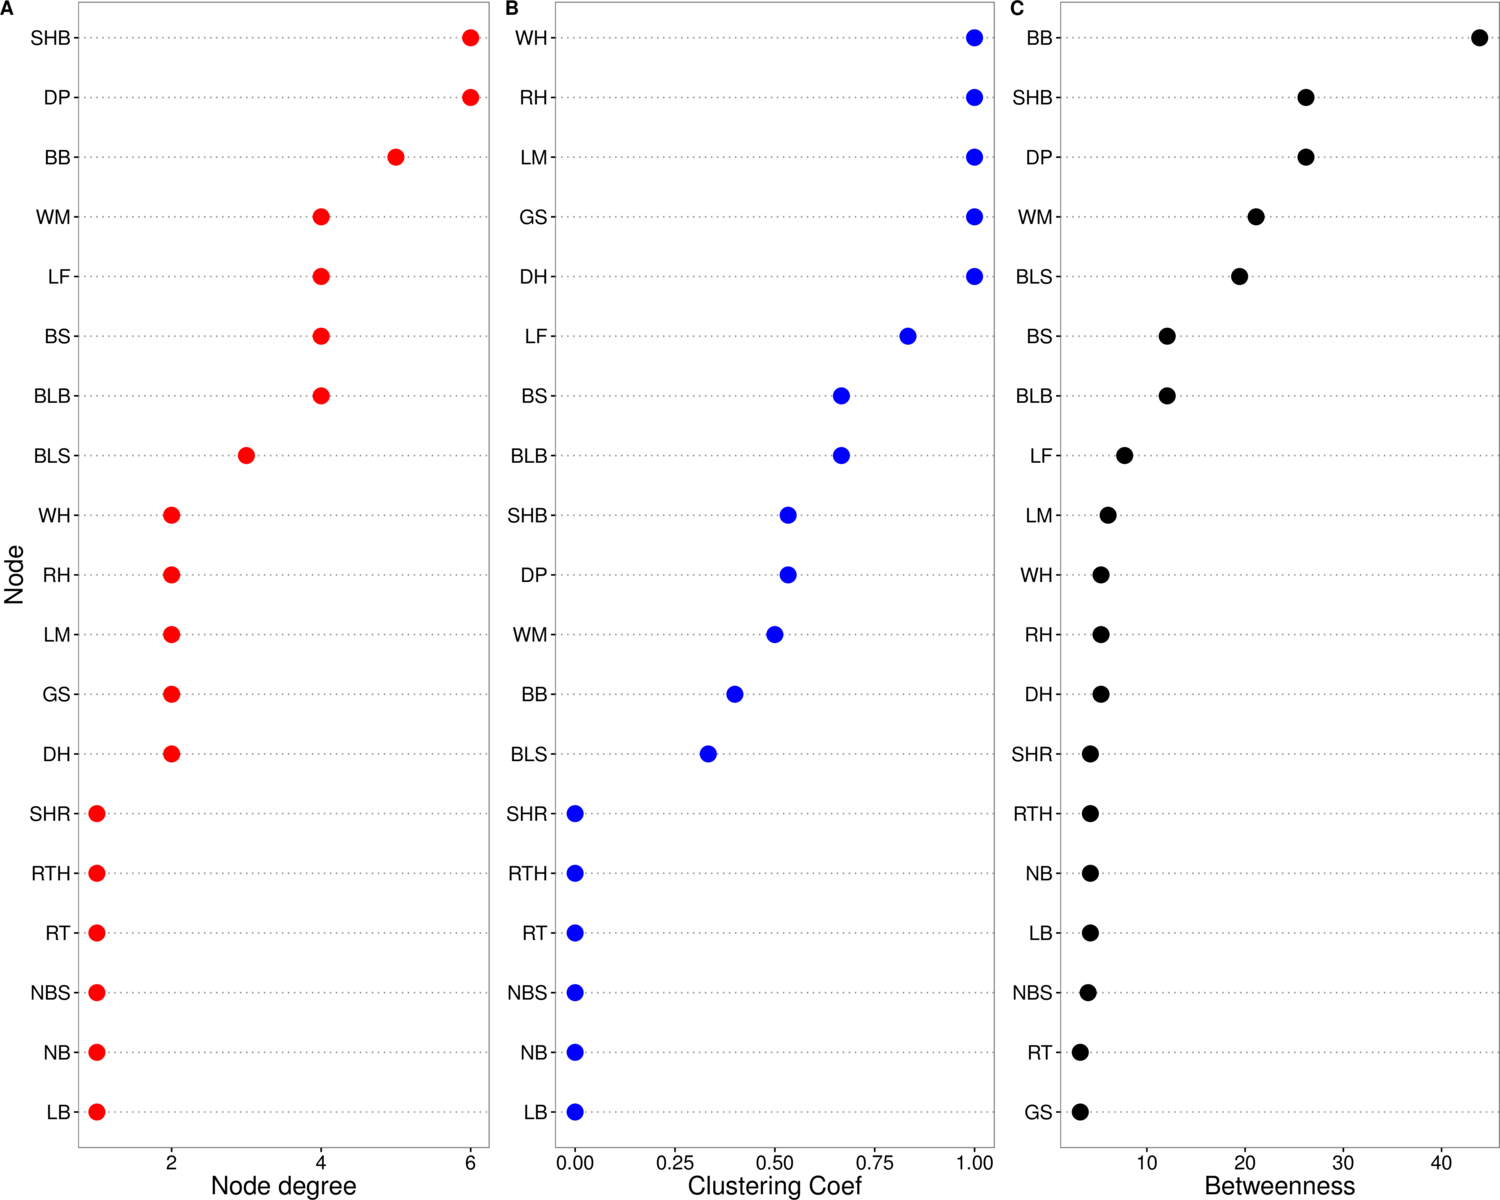 A
SHB
DP
BB
WM
LF
BS
BLB
BLS
WH
RH
LM
GS
DH
SHR
RTH
RT
NBS
NB
LB
Node
2 4 6
Node degree
B
WH
RH
LM
GS
DH
LF
BS
BLB
SHB
DP
WM
BB
BLS
SHR
RTH
RT
NBS
NB
LB
0.00 0.25 0.50 0.75 1.00
Clustering Coef
C
BB
SHB
DP
WM
BLS
BS
BLB
LF
LM
WH
RH
DH
SHR
RTH
NB
LB
NBS
RT
GS
10 20 30 40
Betweenness